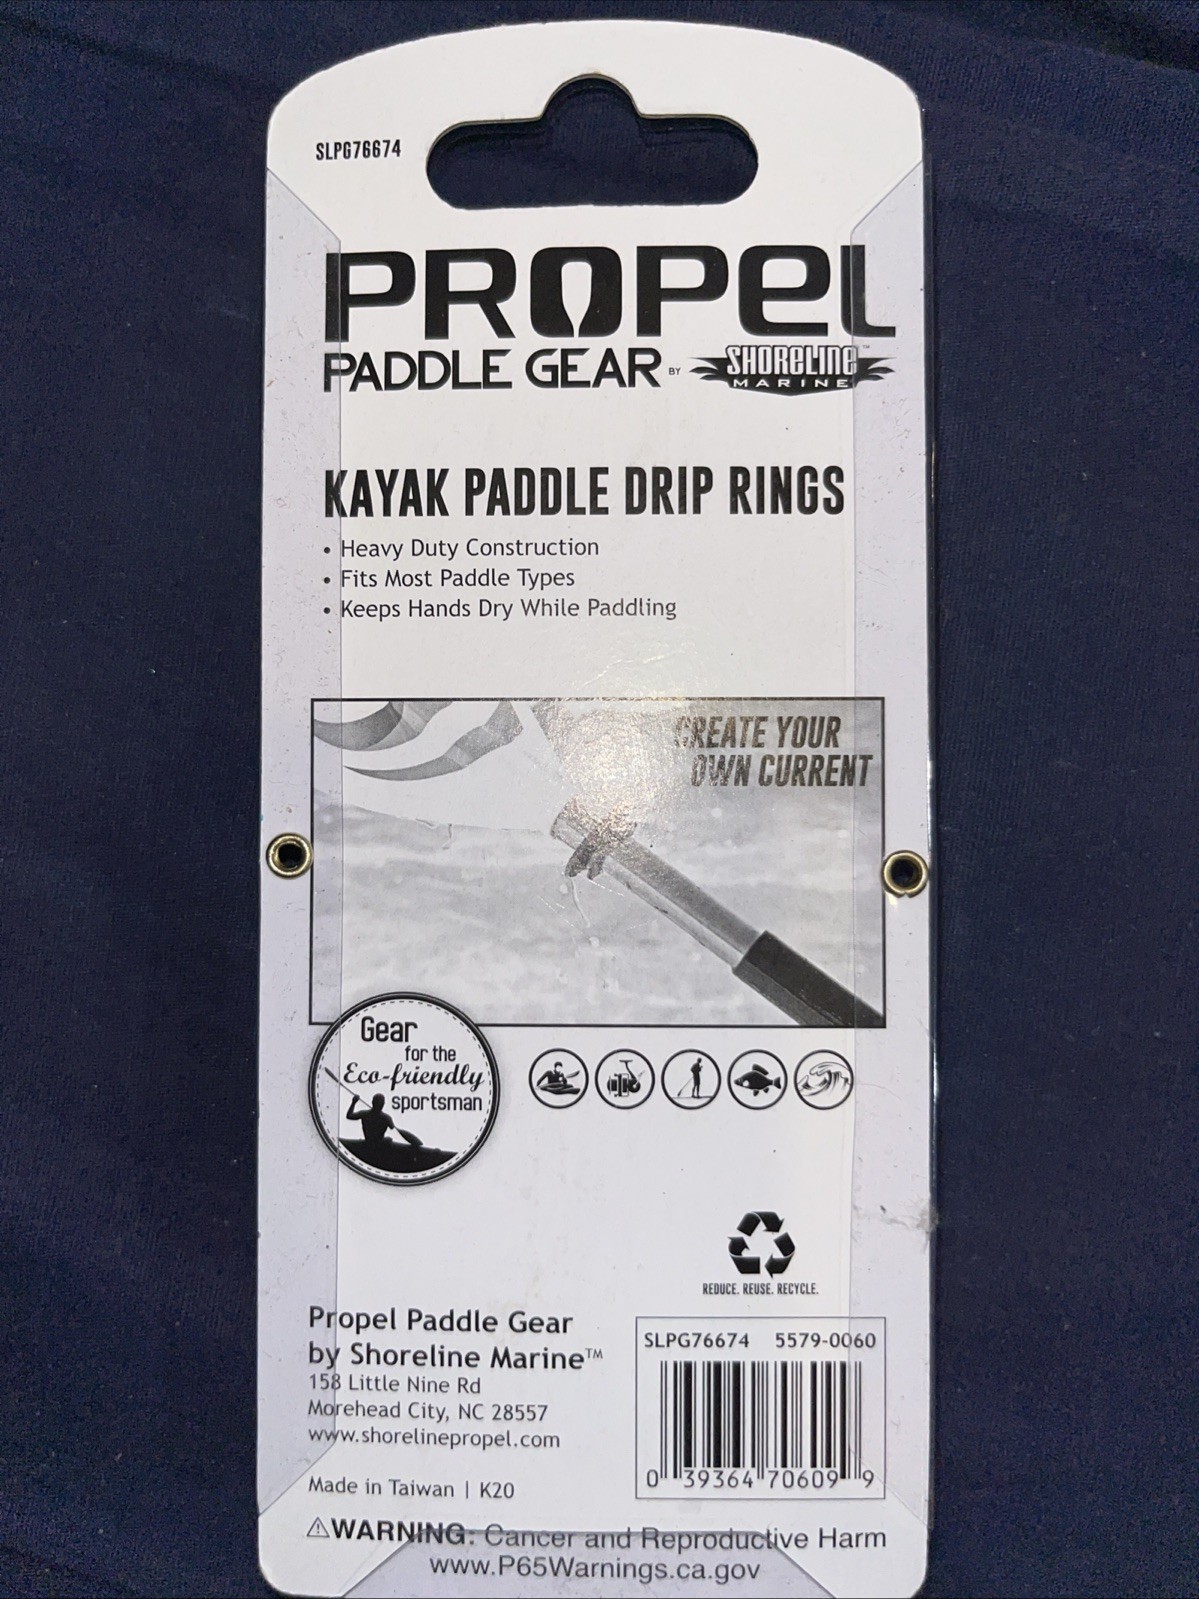 SLPG76674
PROPEL
PADDLE GEAR BY SHORELINE™
MARINE
KAYAK PADDLE DRIP RINGS
• Heavy Duty Construction
• Fits Most Paddle Types
• Keeps Hands Dry While Paddling
CREATE YOUR
OWN CURRENT
Gear
for the
Eco-friendly
sportsman
REDUCE. REUSE. RECYCLE.
Propel Paddle Gear
by Shoreline Marine™
158 Little Nine Rd
Morehead City, NC 28557
www.shorelinepropel.com
Made in Taiwan | K20
SLPG76674 5579-0060
0 39364 70609 9
⚠WARNING: Cancer and Reproductive Harm
www.P65Warnings.ca.gov